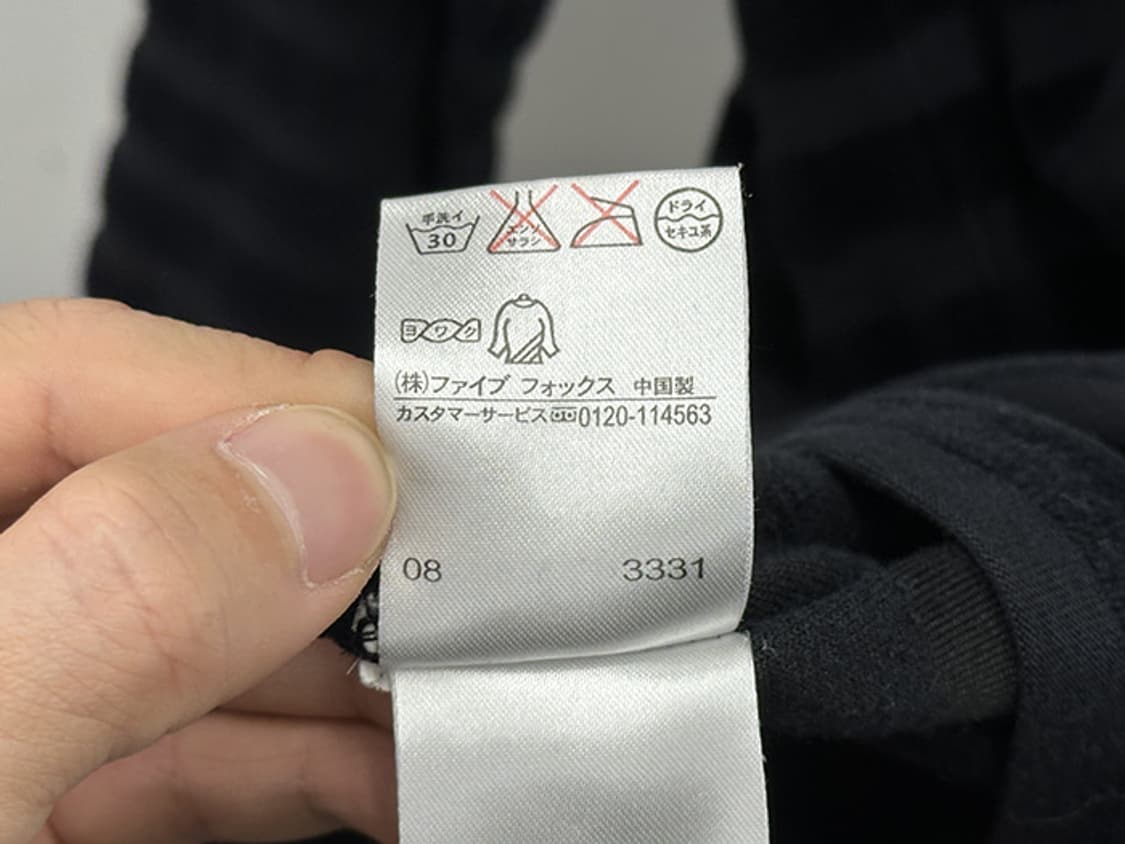 手洗イ
30
エンソ
サラシ
ドライ
セキユ系
ヨワク
(株)ファイブ フォックス 中国製
カスタマーサービス 0120-114563
08 3331